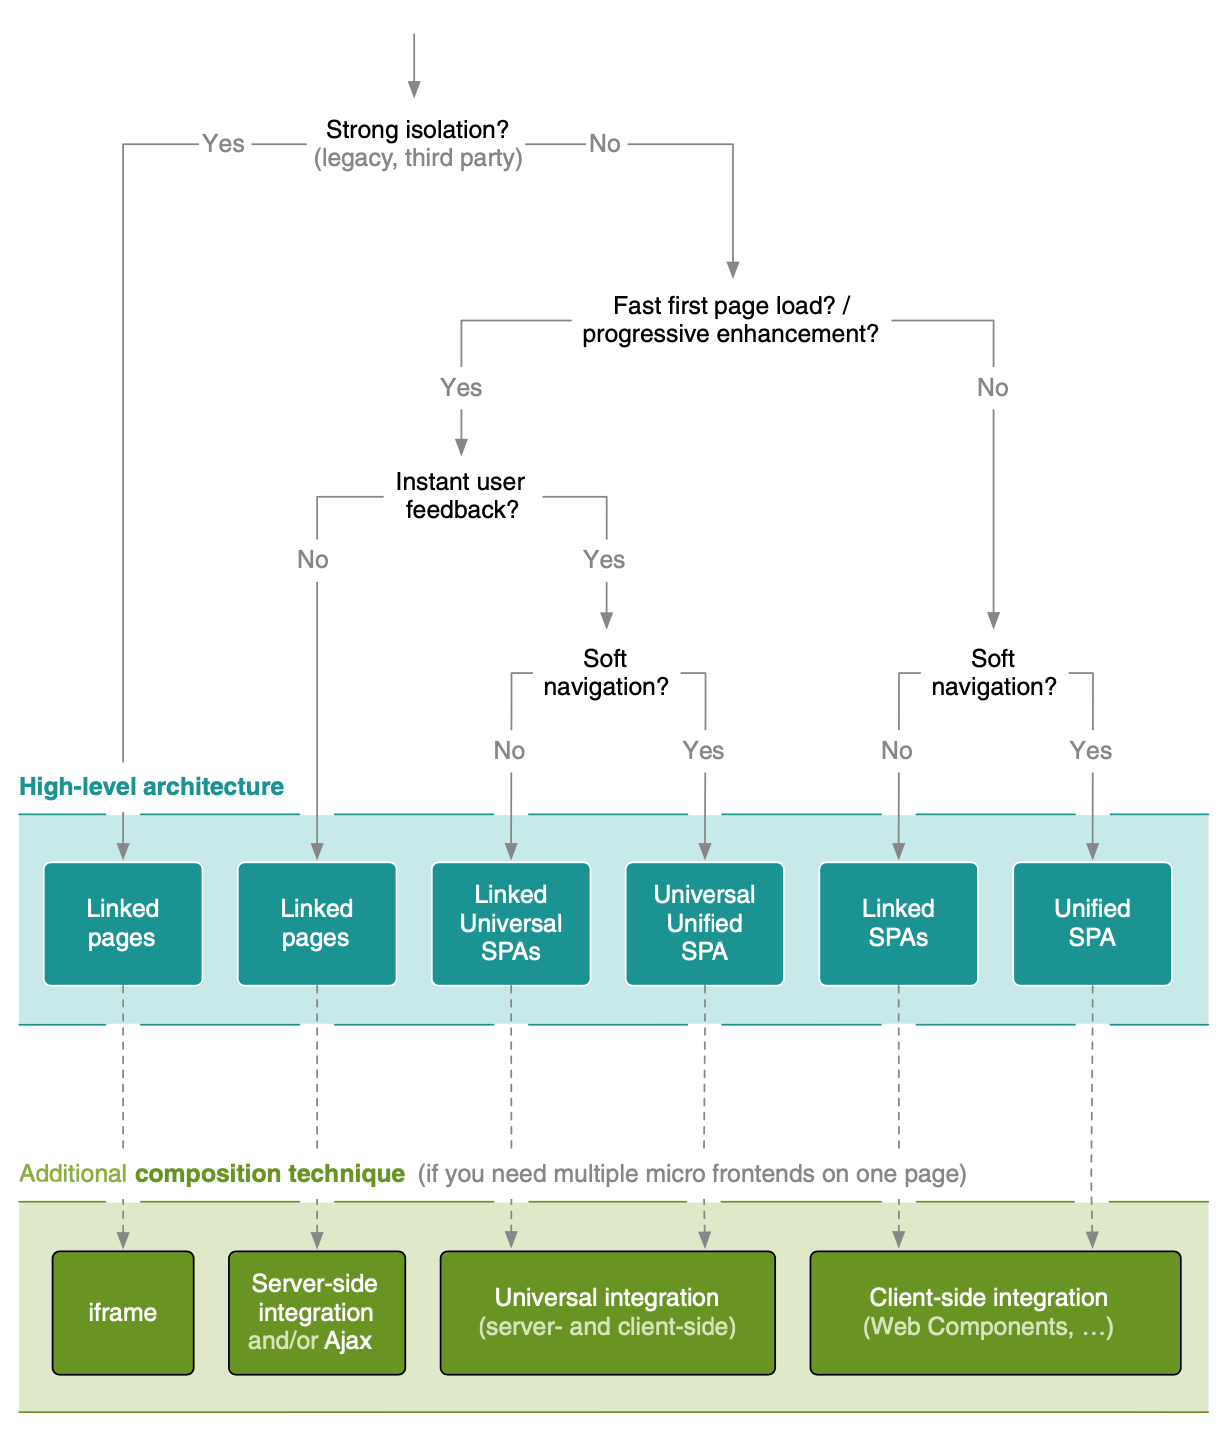 Strong isolation?
Yes
(legacy, third party)
No
Fast first page load? /
progressive enhancement?
Yes
No
Instant user
feedback?
No
Yes
Soft
navigation?
Soft
navigation?
No
Yes
No
Yes
High-level architecture
Linked
pages
Linked
pages
Linked
Universal
SPAs
Universal
Unified
SPA
Linked
SPAs
Unified
SPA
Additional composition technique (if you need multiple micro frontends on one page)
iframe
Server-side
integration
and/or Ajax
Universal integration
(server- and client-side)
Client-side integration
(Web Components, …)